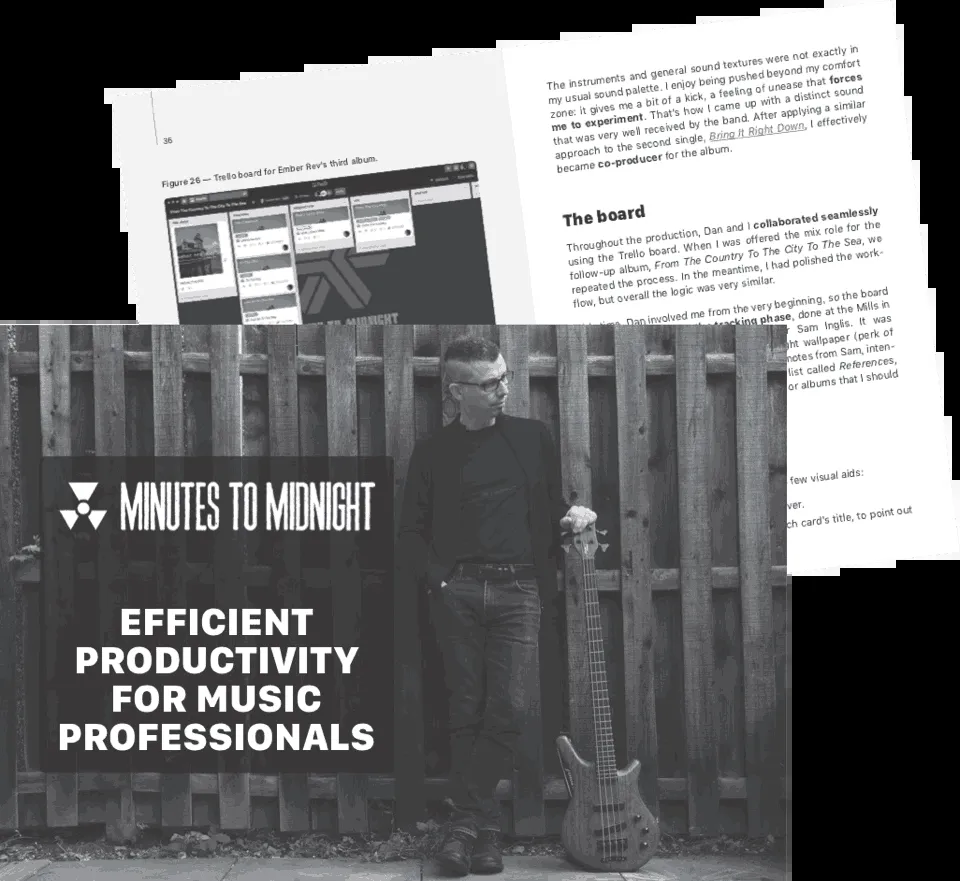 36
Figure 26 — Trello board for Ember Rev's third album.
The instruments and general sound textures were not exactly in
my usual sound palette. I enjoy being pushed beyond my comfort
zone: it gives me a bit of a kick, a feeling of unease that forces
me to experiment. That's how I came up with a distinct sound
that was very well received by the band. After applying a similar
approach to the second single, Bring It Right Down, I effectively
became co-producer for the album.
The board
Throughout the production, Dan and I collaborated seamlessly
using the Trello board. When I was offered the mix role for the
follow-up album, From The Country To The City To The Sea, we
repeated the process. In the meantime, I had polished the work-
flow, but overall the logic was very similar.
time, Dan involved me from the very beginning, so the board
tracking phase, done at the Mills in
Sam Inglis. It was
wallpaper (perk of
notes from Sam, inten-
list called References,
or albums that I should
few visual aids:
card's title, to point out
MINUTES TO MIDNIGHT
EFFICIENT
PRODUCTIVITY
FOR MUSIC
PROFESSIONALS